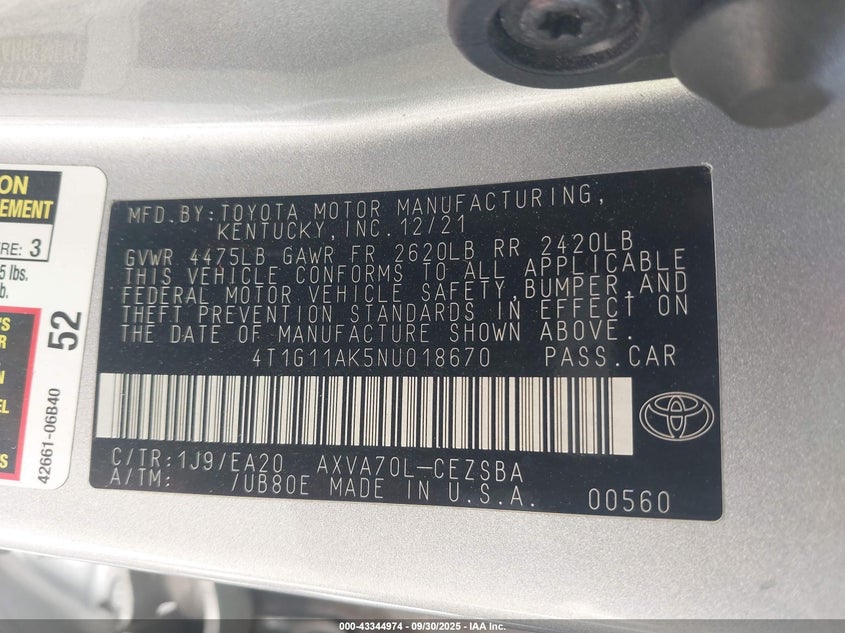 ON
EMENT
RE: 3
5 lbs.
b.
'S
R
N
EL
S
52
42661-06B40
MFD.BY:TOYOTA MOTOR MANUFACTURING,
KENTUCKY,INC.12/21
GVWR 4475LB GAWR FR 2620LB RR 2420LB
THIS VEHICLE CONFORMS TO ALL APPLICABLE
FEDERAL MOTOR VEHICLE SAFETY,BUMPER,AND
THEFT PREVENTION STANDARDS IN EFFECT ON
THE DATE OF MANUFACTURE SHOWN ABOVE.
4T1G11AK5NU018670 PASS.CAR
C/TR:1J9/EA20 AXVA70L-CEZSBA
A/TM: /UB80E MADE IN U.S.A. 00560
000-43344974 - 09/30/2025 - IAA Inc.